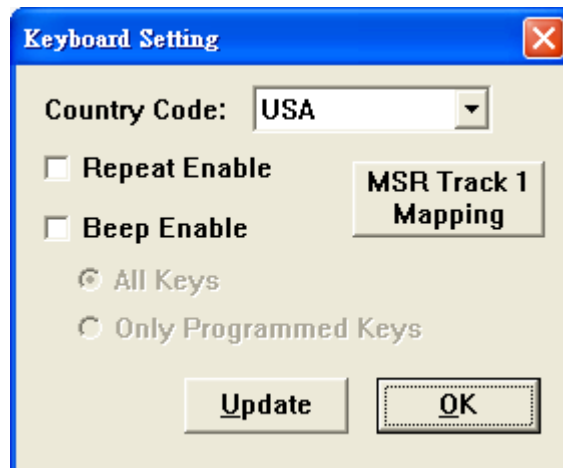 Keyboard Setting
Country Code: USA
Repeat Enable
MSR Track 1
Mapping
Beep Enable
All Keys
Only Programmed Keys
Update OK